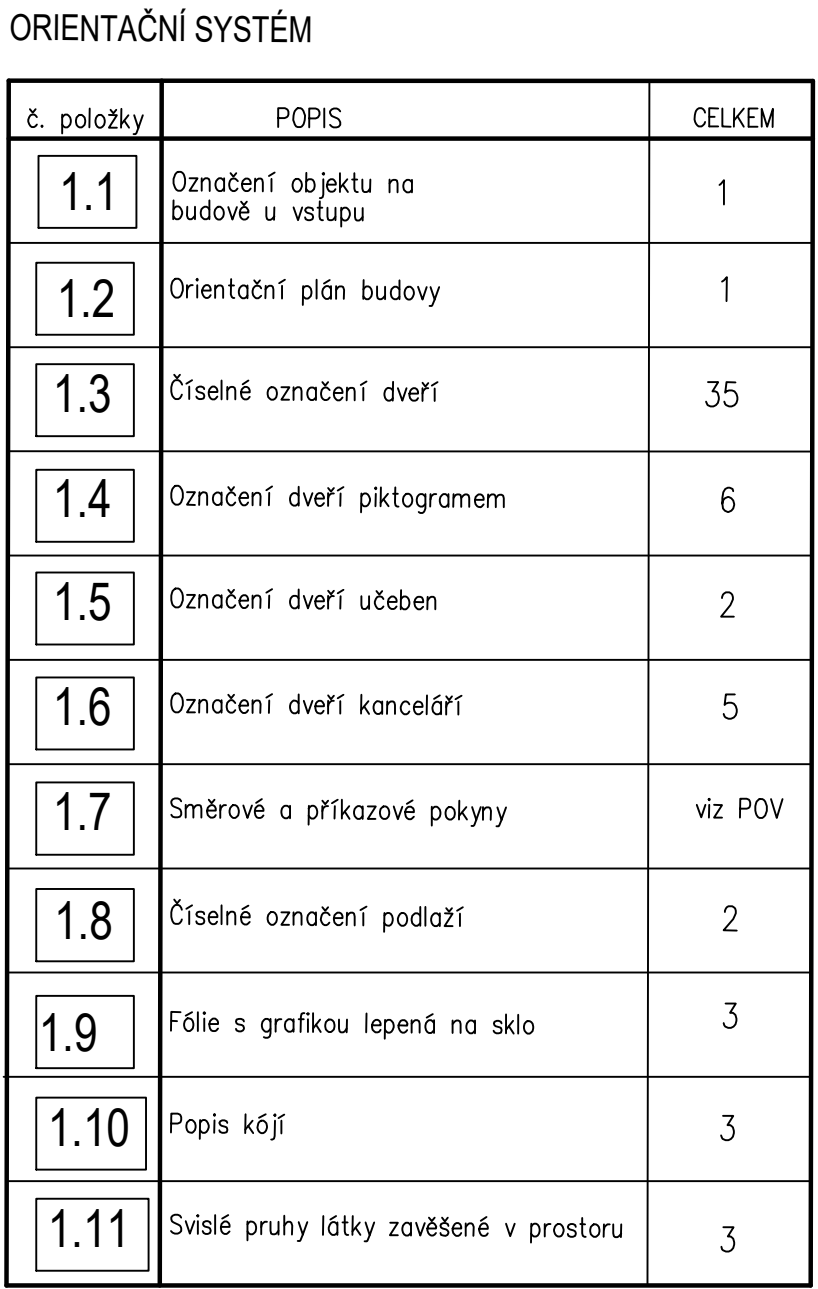 ORIENTAČNÍ SYSTÉM
č. položky POPIS CELKEM
1.1 Označení objektu na
budově u vstupu 1
1.2 Orientační plán budovy 1
1.3 Číselné označení dveří 35
1.4 Označení dveří piktogramem 6
1.5 Označení dveří učeben 2
1.6 Označení dveří kanceláří 5
1.7 Směrové a příkazové pokyny viz POV
1.8 Číselné označení podlaží 2
1.9 Fólie s grafikou lepená na sklo 3
1.10 Popis kójí 3
1.11 Svislé pruhy látky zavěšené v prostoru 3